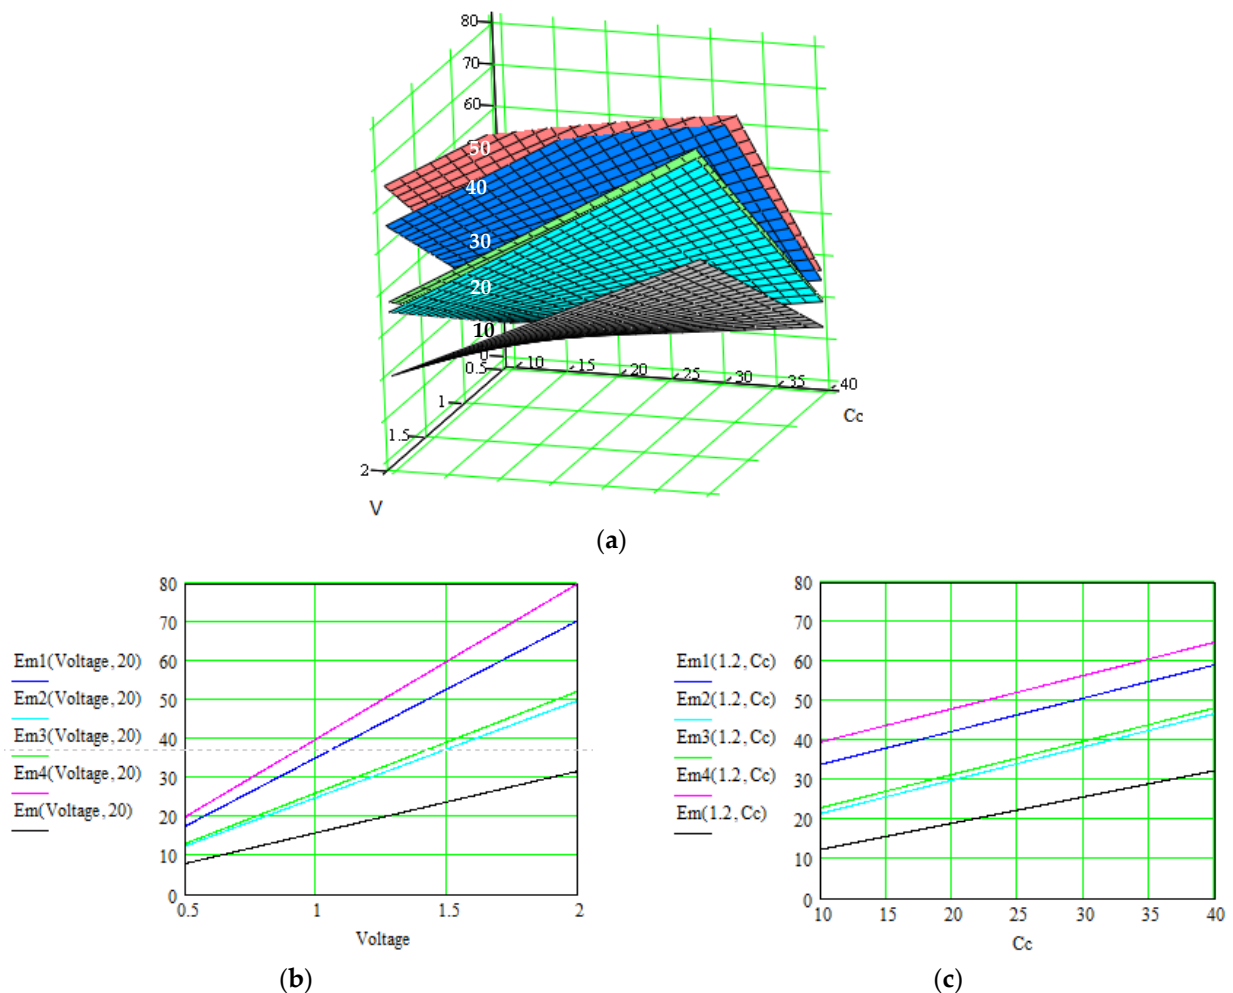 80
70
60
50
40
30
20
10
0
0.5
1
1.5
2
V
10
15
20
25
30
35
40
Cc
(a)
80
70
60
50
40
30
20
10
0
Em1(Voltage, 20)
Em2(Voltage, 20)
Em3(Voltage, 20)
Em4(Voltage, 20)
Em(Voltage, 20)
0.5 1 1.5 2
Voltage
(b)
80
70
60
50
40
30
20
10
0
Em1(1.2, Cc)
Em2(1.2, Cc)
Em3(1.2, Cc)
Em4(1.2, Cc)
Em(1.2, Cc)
10 15 20 25 30 35 40
Cc
(c)